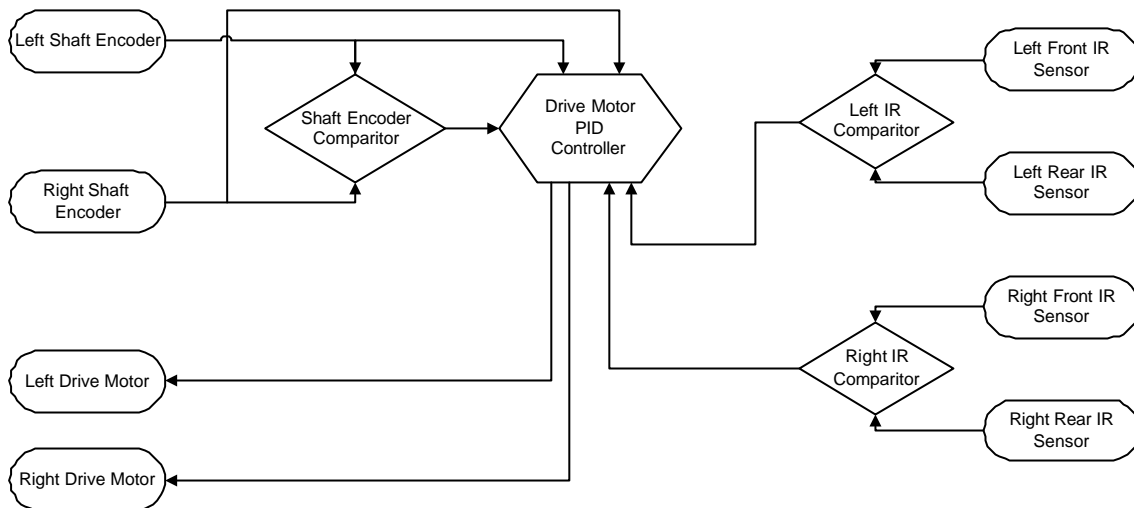 Left Shaft Encoder
Shaft Encoder
Comparitor
Right Shaft
Encoder
Drive Motor
PID
Controller
Left Front IR
Sensor
Left IR
Comparitor
Left Rear IR
Sensor
Right Front IR
Sensor
Right IR
Comparitor
Right Rear IR
Sensor
Left Drive Motor
Right Drive Motor